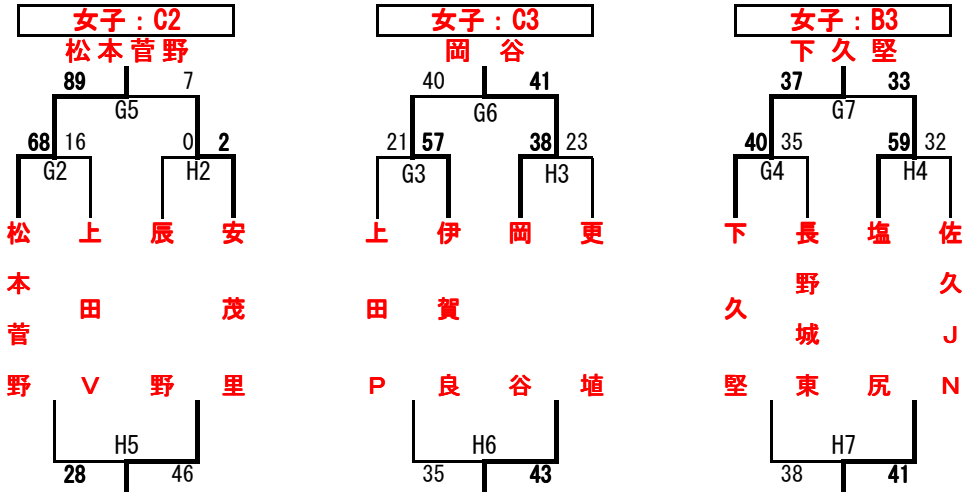 女子：C2 女子：C3 女子：B3
松本菅野 岡谷 下久堅
89 7 40 41 37 33
G5 G6 G7
68 16 0 2 21 57 38 23 40 35 59 32
G2 H2 G3 H3 G4 H4
松本菅野
上田V
辰野
安茂里
上田P
伊賀良
岡谷
更埴
下久堅
長野城東
塩尻
佐久JN
H5 H6 H7
28 46 35 43 38 41